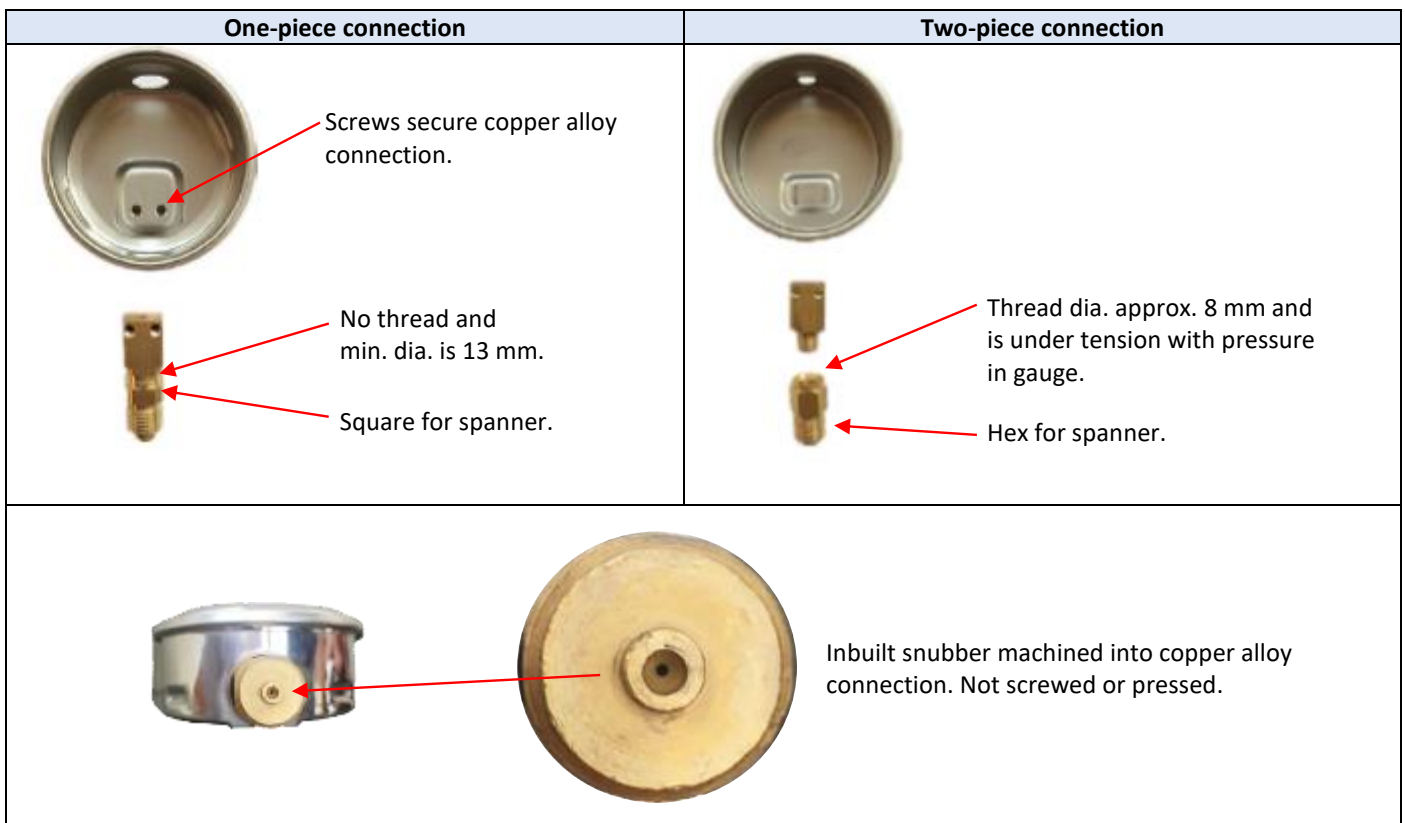 One-piece connection
Two-piece connection
Screws secure copper alloy
connection.
No thread and
min. dia. is 13 mm.
Square for spanner.
Thread dia. approx. 8 mm and
is under tension with pressure
in gauge.
Hex for spanner.
Inbuilt snubber machined into copper alloy
connection. Not screwed or pressed.